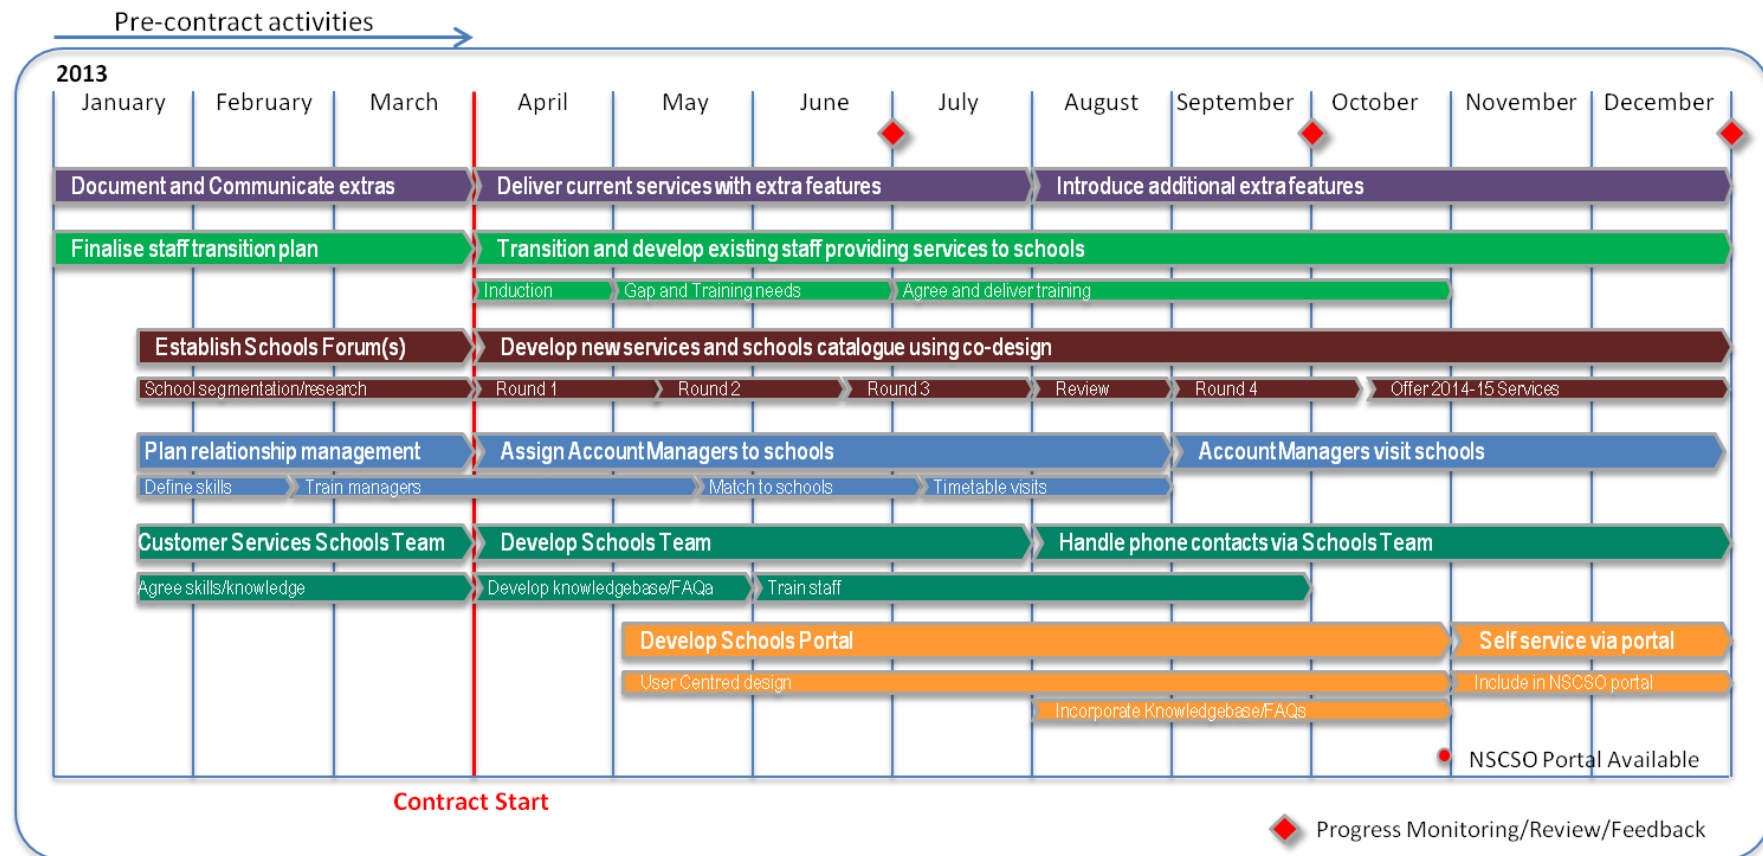 Pre-contract activities
2013
January February March April May June July August September October November December
Document and Communicate extras Deliver current services with extra features Introduce additional extra features
Finalise staff transition plan Transition and develop existing staff providing services to schools
Induction Gap and Training needs Agree and deliver training
Establish Schools Forum(s) Develop new services and schools catalogue using co-design
School segmentation/research Round 1 Round 2 Round 3 Review Round 4 Offer 2014-15 Services
Plan relationship management Assign Account Managers to schools Account Managers visit schools
Define skills Train managers Match to schools Timetable visits
Customer Services Schools Team Develop Schools Team Handle phone contacts via Schools Team
Agree skills/knowledge Develop knowledgebase/FAQa Train staff
Develop Schools Portal Self service via portal
User Centred design Include in NSCSO portal
Incorporate Knowledgebase/FAQs
NSCSO Portal Available
Contract Start
Progress Monitoring/Review/Feedback